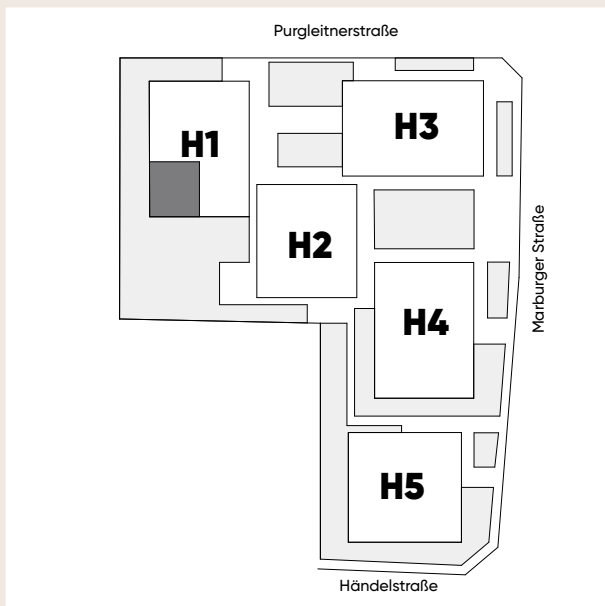 Purgleitnerstraße
H1
H3
H2
Marburger Straße
H4
H5
Händelstraße